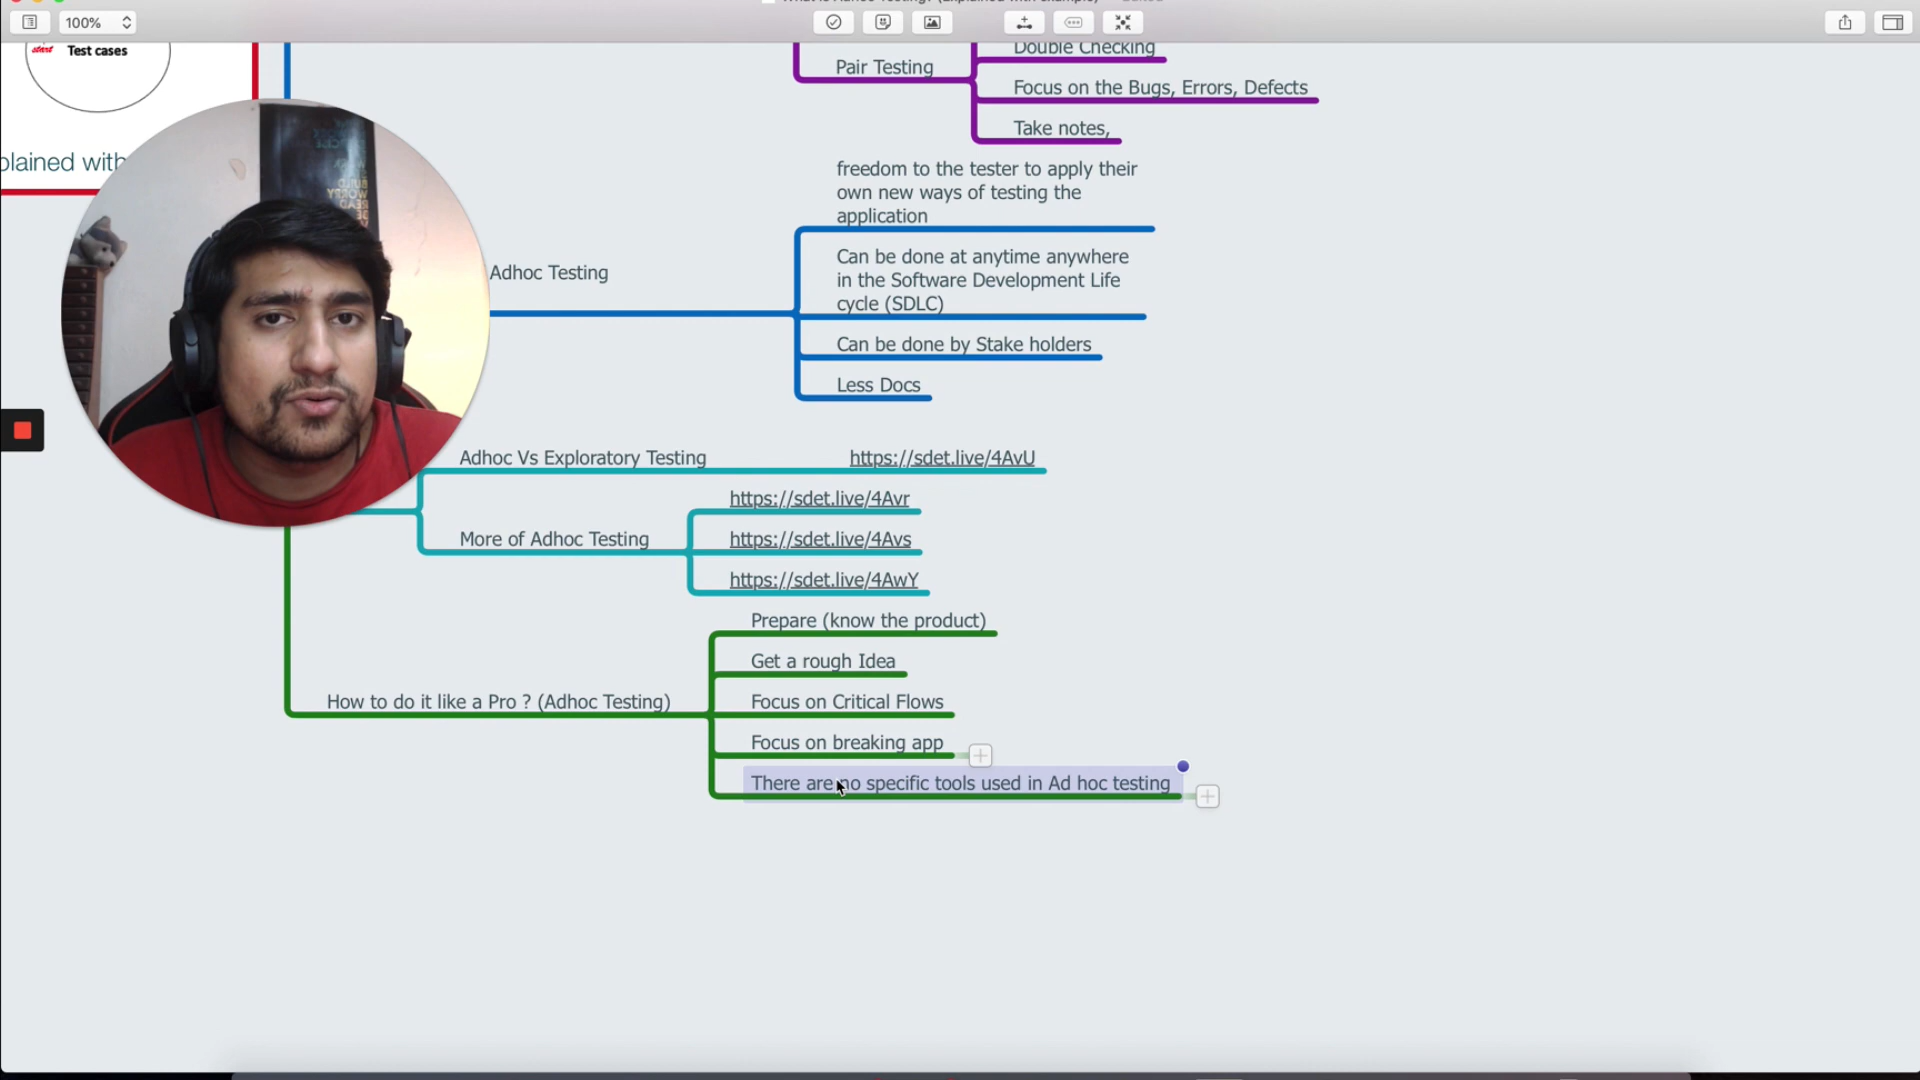 100%
start Test cases
Double Checking
Pair Testing
Focus on the Bugs, Errors, Defects
Take notes,
plained with
freedom to the tester to apply their
own new ways of testing the
application
Can be done at anytime anywhere
in the Software Development Life
cycle (SDLC)
Adhoc Testing
Can be done by Stake holders
Less Docs
Adhoc Vs Exploratory Testing
https://sdet.live/4AvU
https://sdet.live/4Avr
More of Adhoc Testing
https://sdet.live/4Avs
https://sdet.live/4AwY
Prepare (know the product)
Get a rough Idea
How to do it like a Pro ? (Adhoc Testing)
Focus on Critical Flows
Focus on breaking app
There are no specific tools used in Ad hoc testing